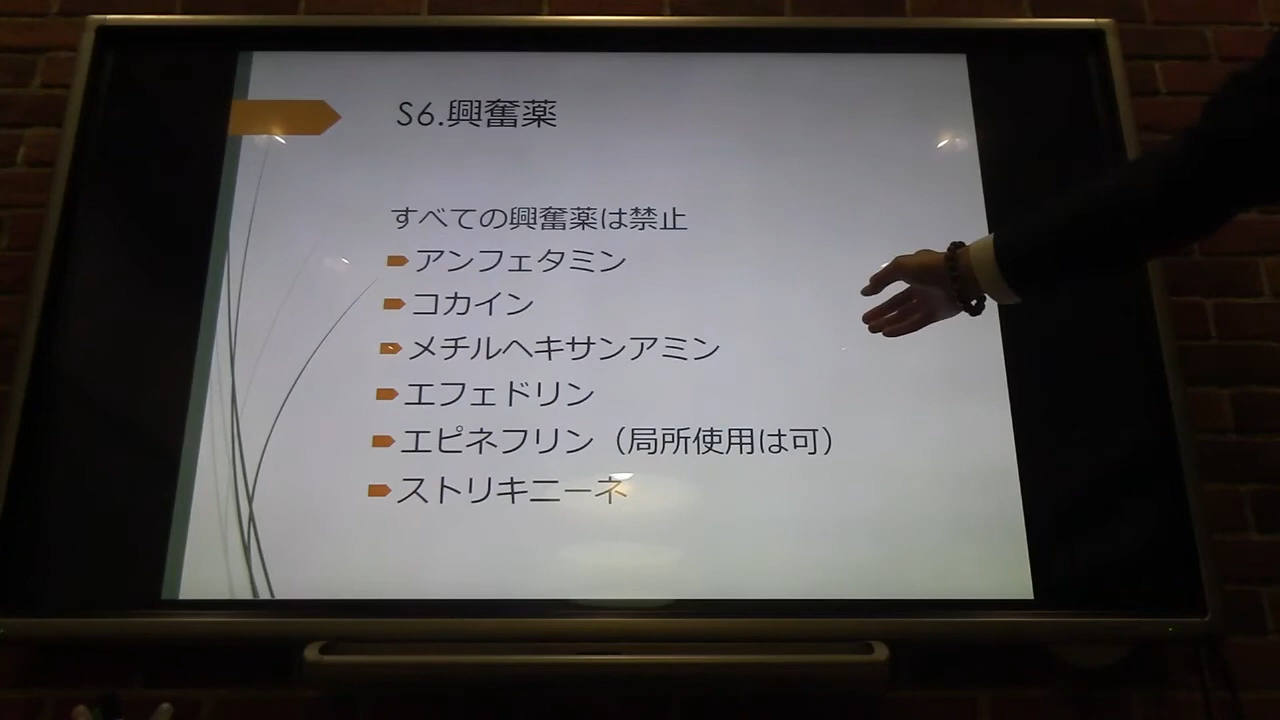 S6.興奮薬
すべての興奮薬は禁止
アンフェタミン
コカイン
メチルヘキサンアミン
エフェドリン
エピネフリン（局所使用は可）
ストリキニーネ